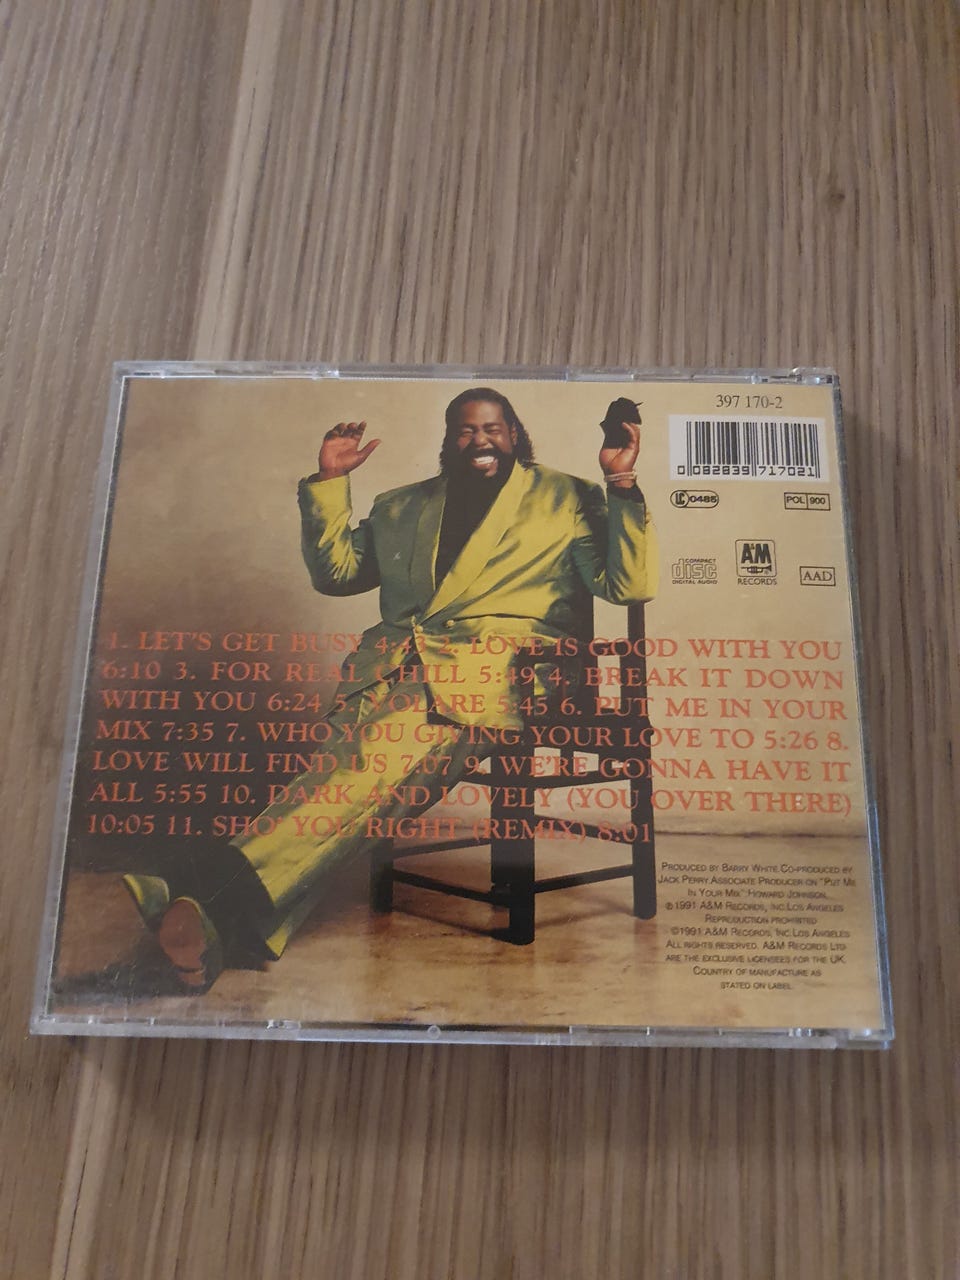 397 170-2
0 082839 717021
LC 0485
POL 900
COMPACT
disc
DIGITAL AUDIO
A&M
RECORDS
AAD
1. LET'S GET BUSY 4:43 2. LOVE IS GOOD WITH YOU
6:10 3. FOR REAL CHILL 5:49 4. BREAK IT DOWN
WITH YOU 6:24 5. VOLARE 5:45 6. PUT ME IN YOUR
MIX 7:35 7. WHO YOU GIVING YOUR LOVE TO 5:26 8.
LOVE WILL FIND US 7:07 9. WE'RE GONNA HAVE IT
ALL 5:55 10. DARK AND LOVELY (YOU OVER THERE)
10:05 11. SHO' YOU RIGHT (REMIX) 8:01
PRODUCED BY BARRY WHITE. CO-PRODUCED BY
JACK PERRY. ASSOCIATE PRODUCER ON "PUT ME
IN YOUR MIX" HOWARD JOHNSON.
℗1991 A&M RECORDS, INC. LOS ANGELES
REPRODUCTION PROHIBITED
©1991 A&M RECORDS, INC. LOS ANGELES
ALL RIGHTS RESERVED. A&M RECORDS LTD
ARE THE EXCLUSIVE LICENSEES FOR THE UK.
COUNTRY OF MANUFACTURE AS
STATED ON LABEL